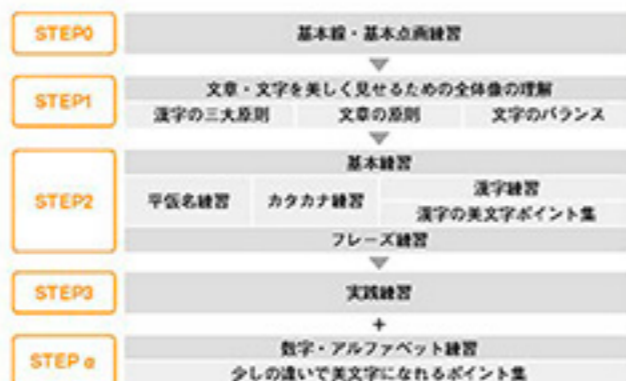 STEP0
基本線・基本点画練習
STEP1
文章・文字を美しく見せるための全体像の理解
漢字の三大原則 文章の原則 文字のバランス
STEP2
基本練習
平仮名練習 カタカナ練習 漢字練習
漢字の美文字ポイント集
フレーズ練習
STEP3
実践練習
+
STEP α
数字・アルファベット練習
少しの違いで美文字になれるポイント集